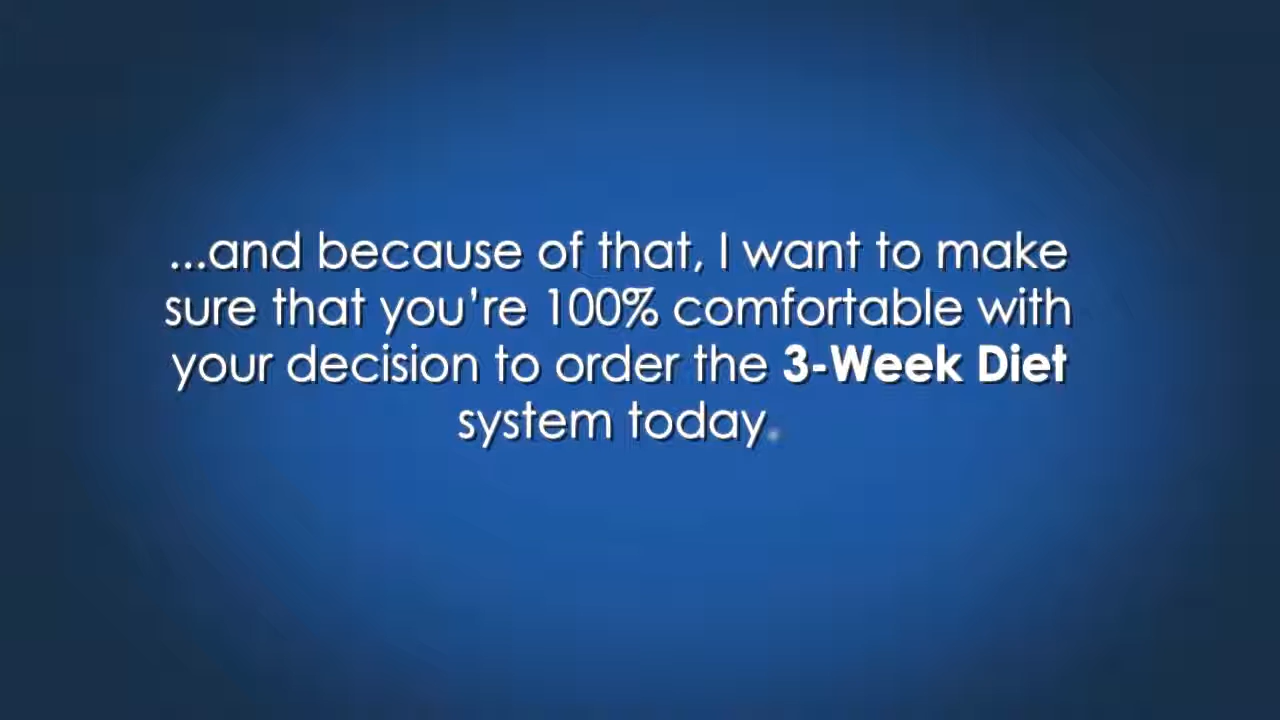 ...and because of that, I want to make
sure that you’re 100% comfortable with
your decision to order the 3-Week Diet
system today.